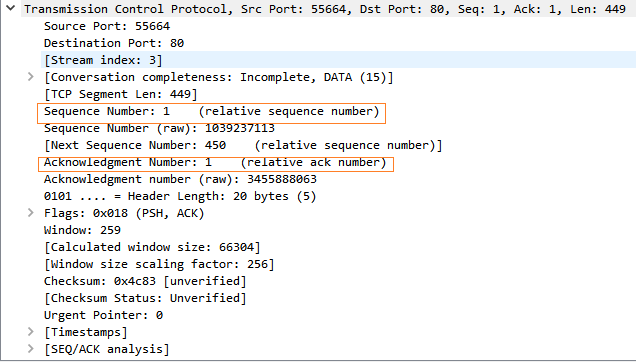 Transmission Control Protocol, Src Port: 55664, Dst Port: 80, Seq: 1, Ack: 1, Len: 449
Source Port: 55664
Destination Port: 80
[Stream index: 3]
[Conversation completeness: Incomplete, DATA (15)]
[TCP Segment Len: 449]
Sequence Number: 1    (relative sequence number)
Sequence Number (raw): 1039237113
[Next Sequence Number: 450    (relative sequence number)]
Acknowledgment Number: 1    (relative ack number)
Acknowledgment number (raw): 3455888063
0101 .... = Header Length: 20 bytes (5)
Flags: 0x018 (PSH, ACK)
Window: 259
[Calculated window size: 66304]
[Window size scaling factor: 256]
Checksum: 0x4c83 [unverified]
[Checksum Status: Unverified]
Urgent Pointer: 0
[Timestamps]
[SEQ/ACK analysis]